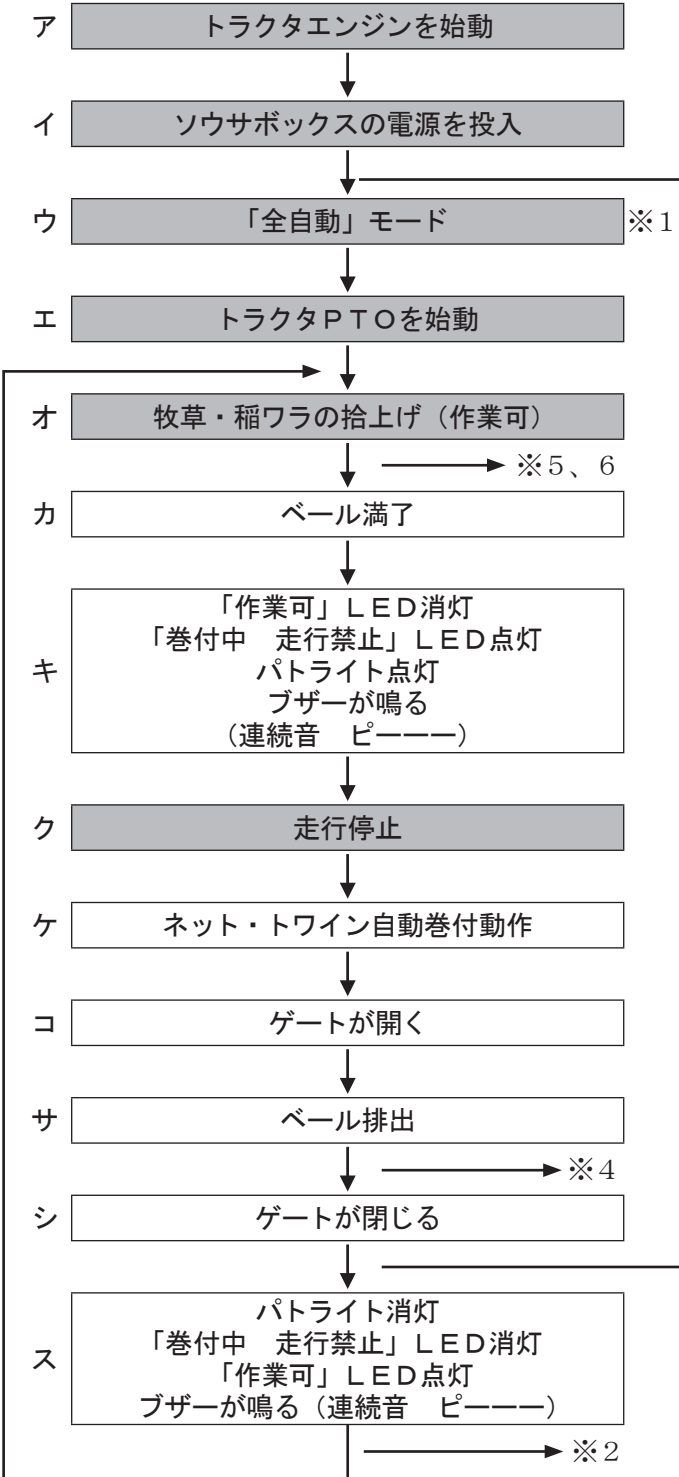 ア トラクタエンジンを始動
イ ソウサボックスの電源を投入
ウ 「全自動」モード ※1
エ トラクタPTOを始動
オ 牧草・稲ワラの拾上げ(作業可)
※5、6
カ ベール満了
「作業可」LED消灯
「巻付中 走行禁止」LED点灯
キ パトライト点灯
ブザーが鳴る
(連続音 ピーーー)
ク 走行停止
ケ ネット・トワイン自動巻付動作
コ ゲートが開く
サ ベール排出
※4
シ ゲートが閉じる
パトライト消灯
「巻付中 走行禁止」LED消灯
ス 「作業可」LED点灯
ブザーが鳴る(連続音 ピーーー)
※2